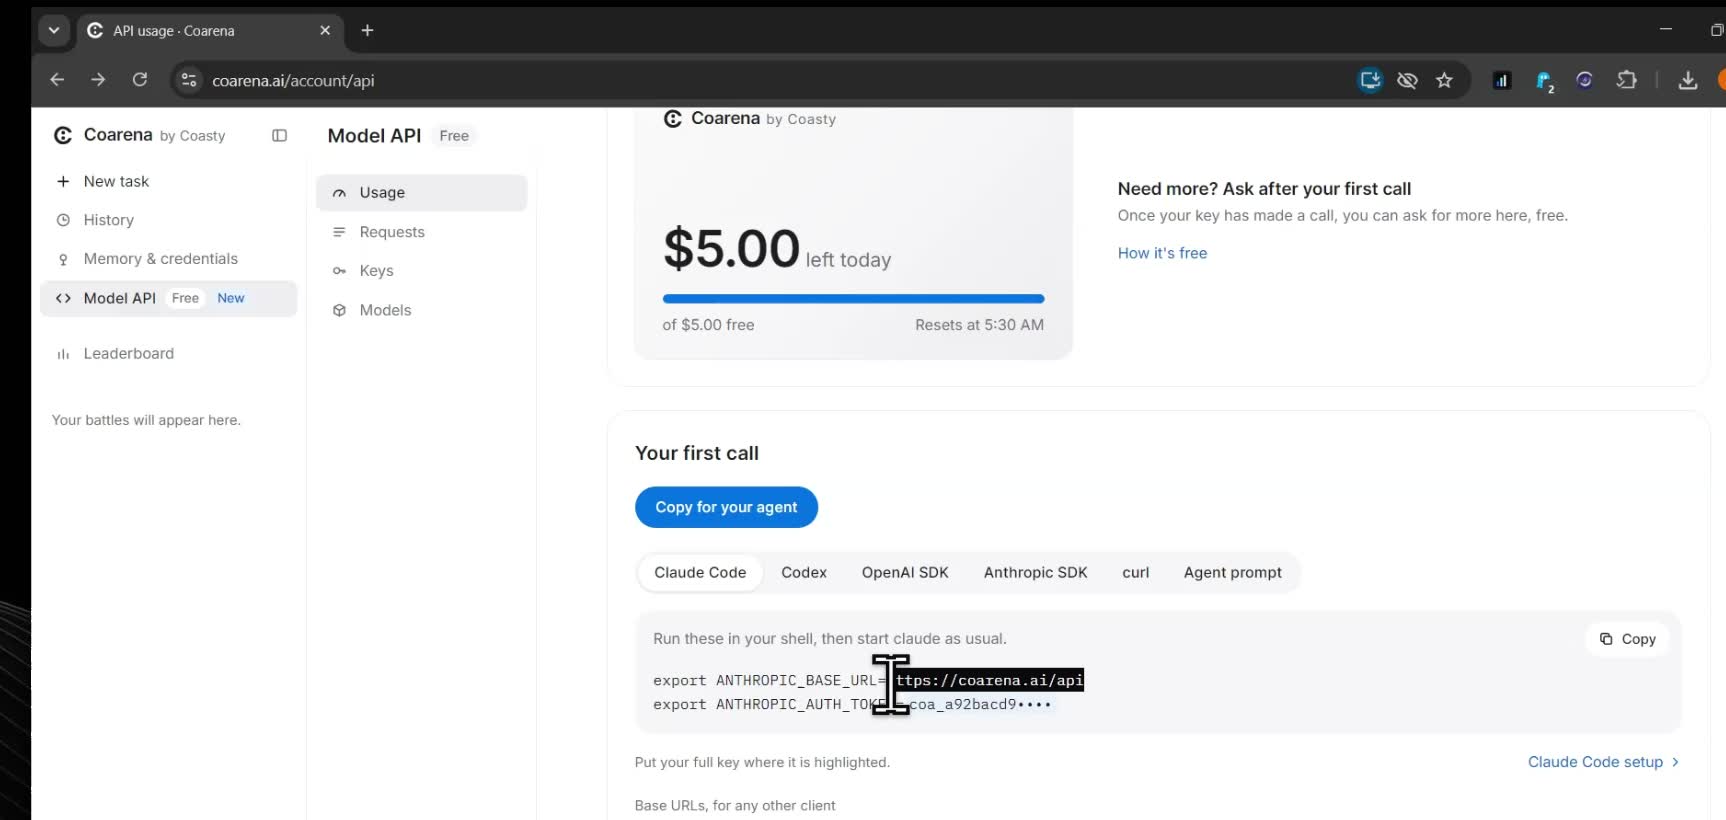 API usage · Coarena
coarena.ai/account/api
2
Coarena by Coasty
New task
History
Memory & credentials
Model API Free New
Leaderboard
Your battles will appear here.
Model API Free
Usage
Requests
Keys
Models
Coarena by Coasty
$5.00 left today
of $5.00 free
Resets at 5:30 AM
Need more? Ask after your first call
Once your key has made a call, you can ask for more here, free.
How it's free
Your first call
Copy for your agent
Claude Code Codex OpenAI SDK Anthropic SDK curl Agent prompt
Run these in your shell, then start claude as usual.
Copy
export ANTHROPIC_BASE_URL=ttps://coarena.ai/api
export ANTHROPIC_AUTH_TOK=coa_a92bacd9••••
Put your full key where it is highlighted.
Claude Code setup
Base URLs, for any other client